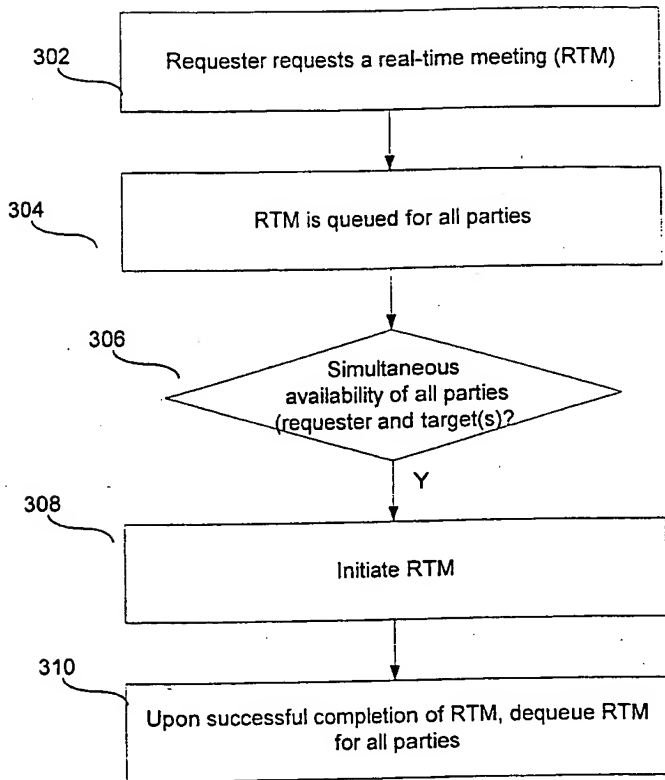 302
Requester requests a real-time meeting (RTM)
304
RTM is queued for all parties
306
Simultaneous
availability of all parties
(requester and target(s)?
Y
308
Initiate RTM
310
Upon successful completion of RTM, dequeue RTM
for all parties